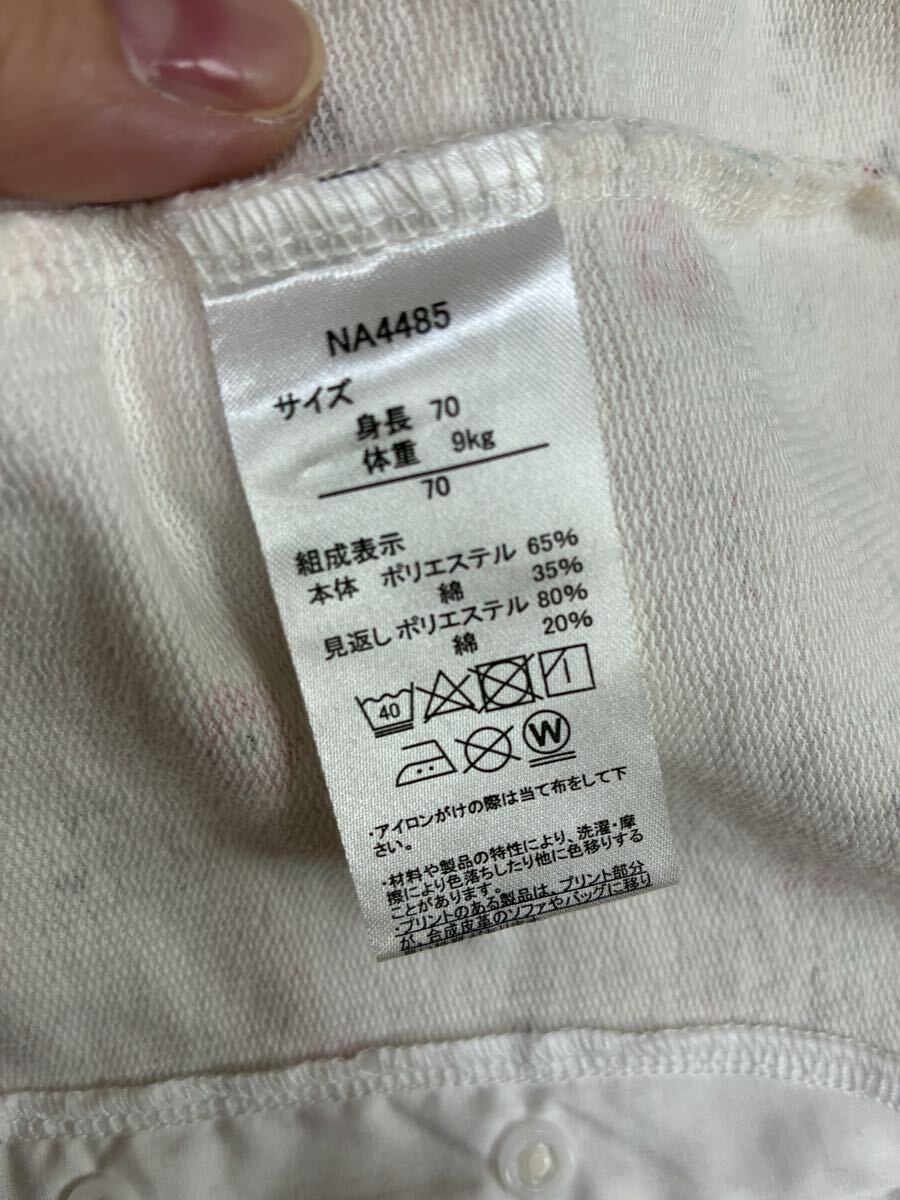 NA4485
サイズ
身長 70
体重 9kg
70
組成表示
本体 ポリエステル 65%
綿 35%
見返し ポリエステル 80%
綿 20%
40
W
・アイロンがけの際は当て布をして下
さい。
・材料や製品の特性により、洗濯・摩
擦により色落ちしたり他に色移りする
ことがあります。
・プリントのある製品は、プリント部分
が、合成皮革のソファやバッグに移り